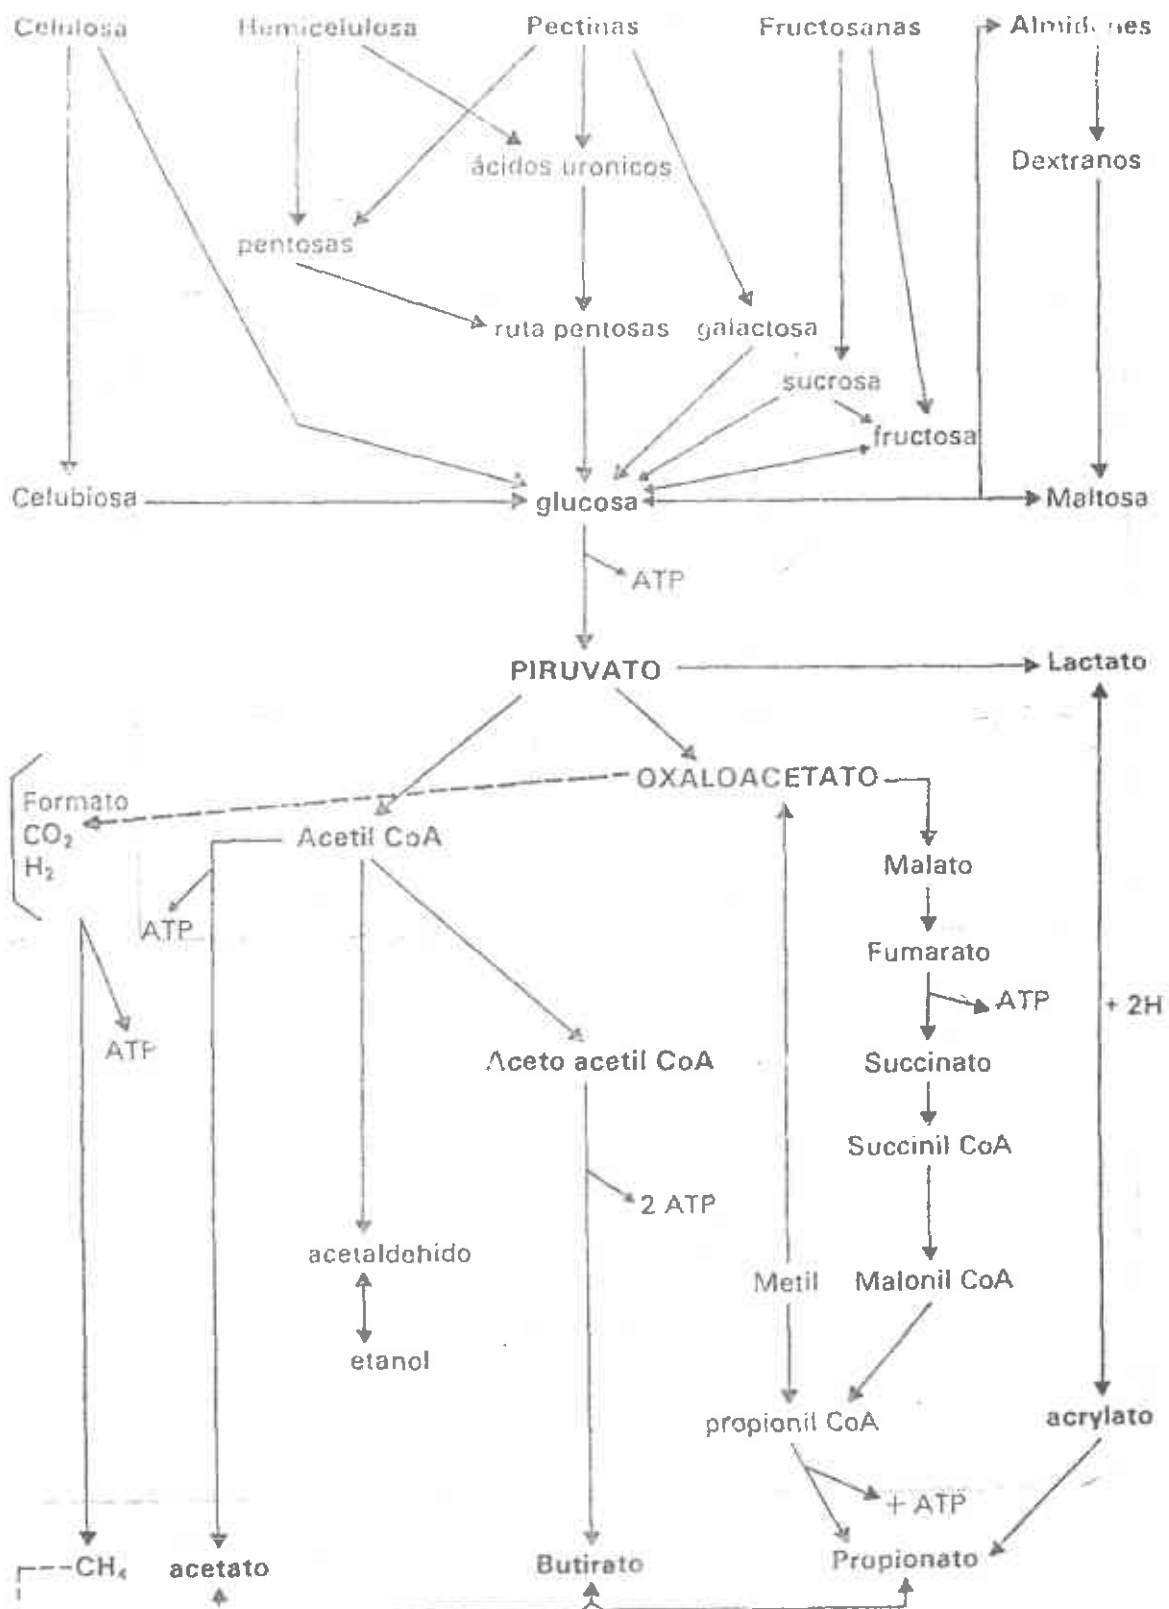 Celulosa Hemicelulosa Pectinas Fructosanas Almidones
ácidos uronicos Dextranos
pentosas
ruta pentosas galactosa
sucrosa
fructosa
Celubiosa glucosa Maltosa
ATP
PIRUVATO Lactato
OXALOACETATO
Formato
CO₂ Acetil CoA
H₂ Malato
ATP
Fumarato
ATP + 2H
ATP
Aceto acetil CoA Succinato
Succinil CoA
2 ATP
acetaldehido Metil Malonil CoA
etanol
propionil CoA acrylato
+ ATP
CH₄ acetato Butirato Propionato